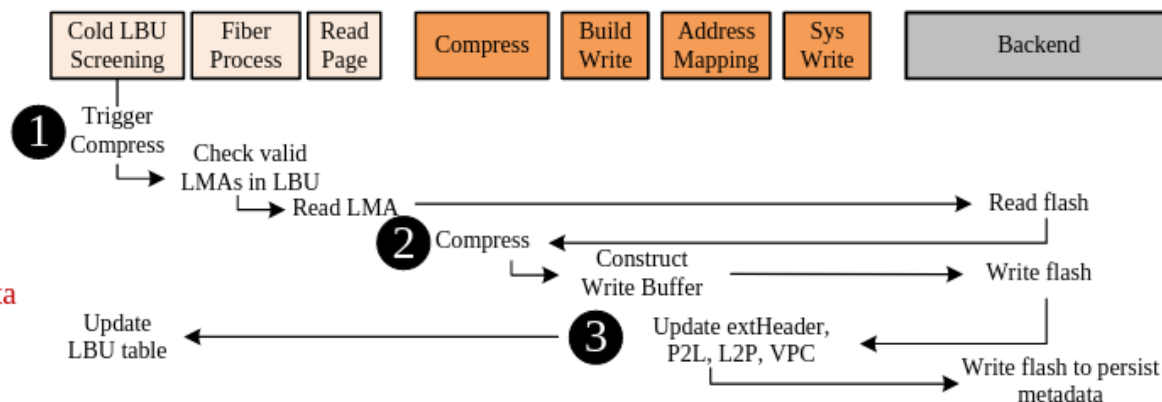 Cold LBU
Screening
Fiber
Process
Read
Page
Compress
Build
Write
Address
Mapping
Sys
Write
Backend
1
Trigger
Compress
Check valid
LMAs in LBU
Read LMA
Read flash
2
Compress
Construct
Write Buffer
Write flash
ta
Update
LBU table
3
Update extHeader,
P2L, L2P, VPC
Write flash to persist
metadata